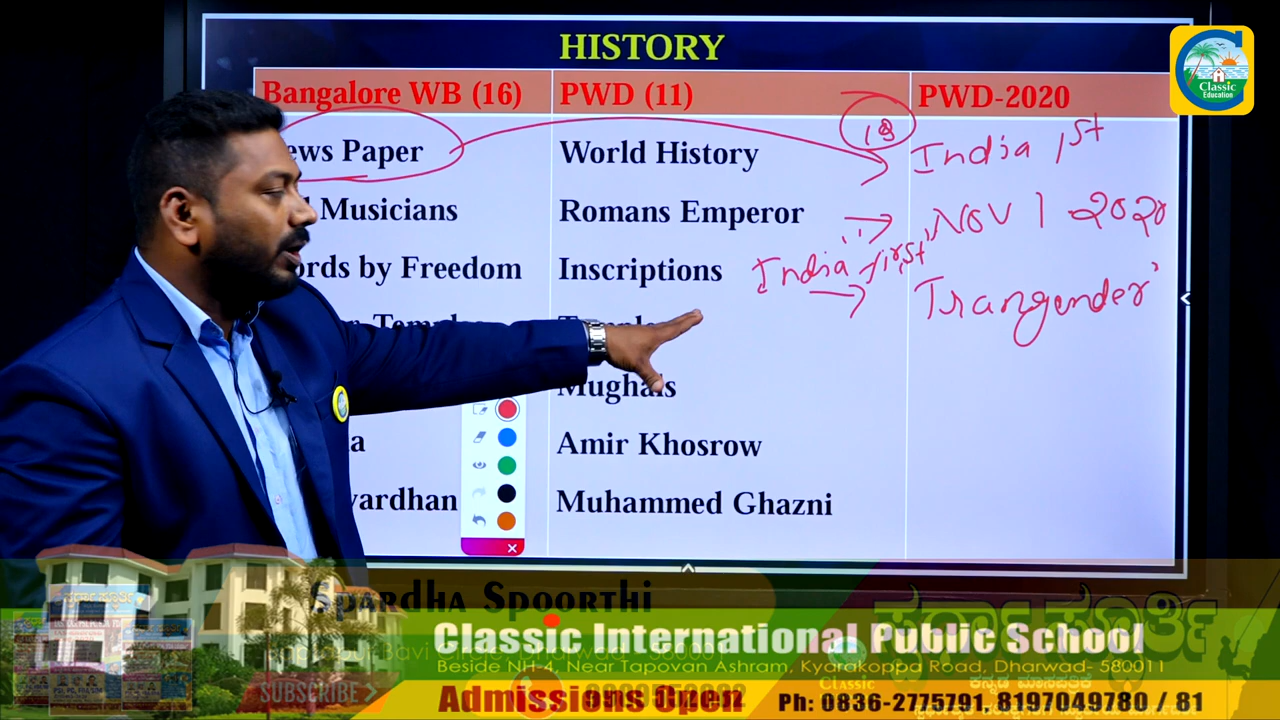 HISTORY
Classic
Education
Bangalore WB (16) PWD (11) PWD-2020
18
ews Paper World History India 1st
Musicians Romans Emperor Nov 1 2020
ords by Freedom Inscriptions India first
Trangender
Mughals
a Amir Khosrow
vardhan Muhammed Ghazni
Spardha Spoorthi
Classic International Public School
Beside NH-4, Near Tapovan Ashram, Kyarakoppa Road, Dharwad- 580011
SUBSCRIBE
Admissions Open Ph: 0836-2775791, 8197049780 / 81